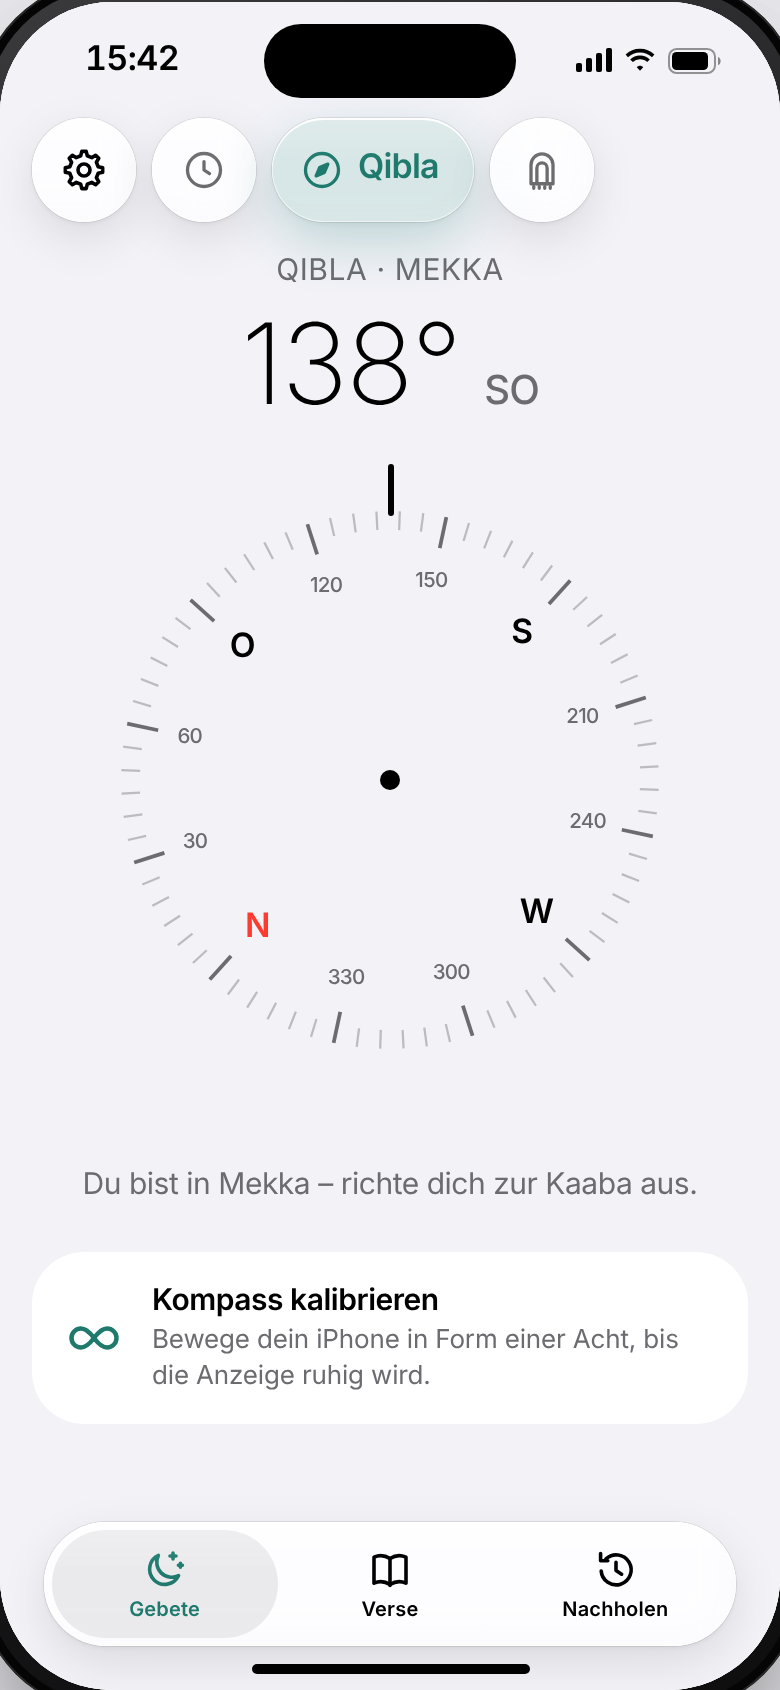 15:42
Qibla
QIBLA · MEKKA
138° SO
120
150
O
S
60
210
30
240
N
W
330
300
Du bist in Mekka – richte dich zur Kaaba aus.
Kompass kalibrieren
Bewege dein iPhone in Form einer Acht, bis
die Anzeige ruhig wird.
Gebete
Verse
Nachholen